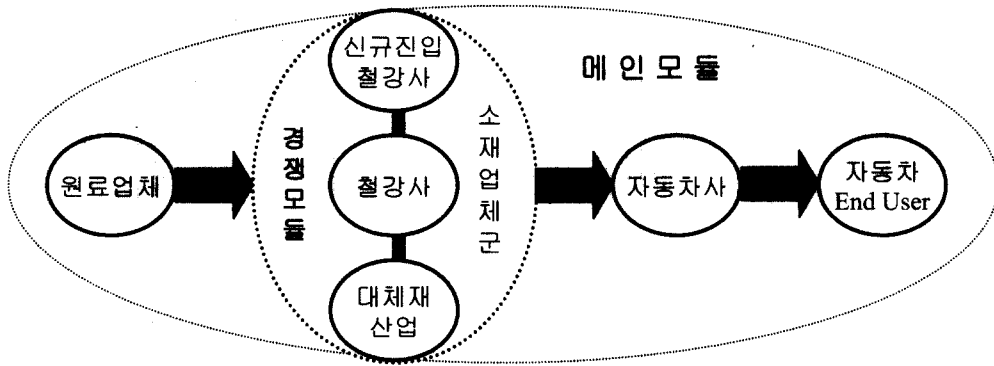 신규진입
철강사
메 인 모 듈
원료업체
경쟁모듈
철강사
소재업체군
자동차사
자동차
End User
대체재
산업